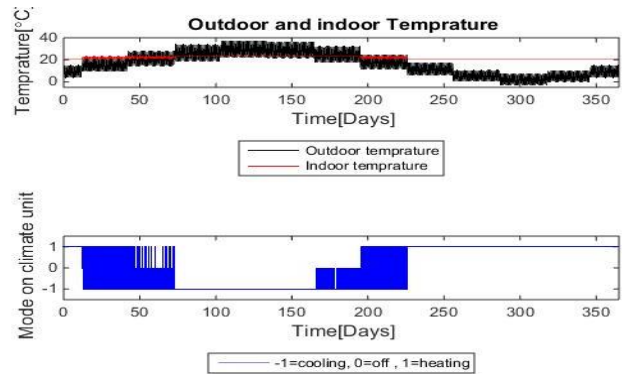 Outdoor and indoor Temprature
Temprature[°C]
40
20
0
0 50 100 150 200 250 300 350
Time[Days]
Outdoor temprature
Indoor temprature
Mode on climate unit
1
0
-1
0 50 100 150 200 250 300 350
Time[Days]
-1=cooling, 0=off , 1=heating